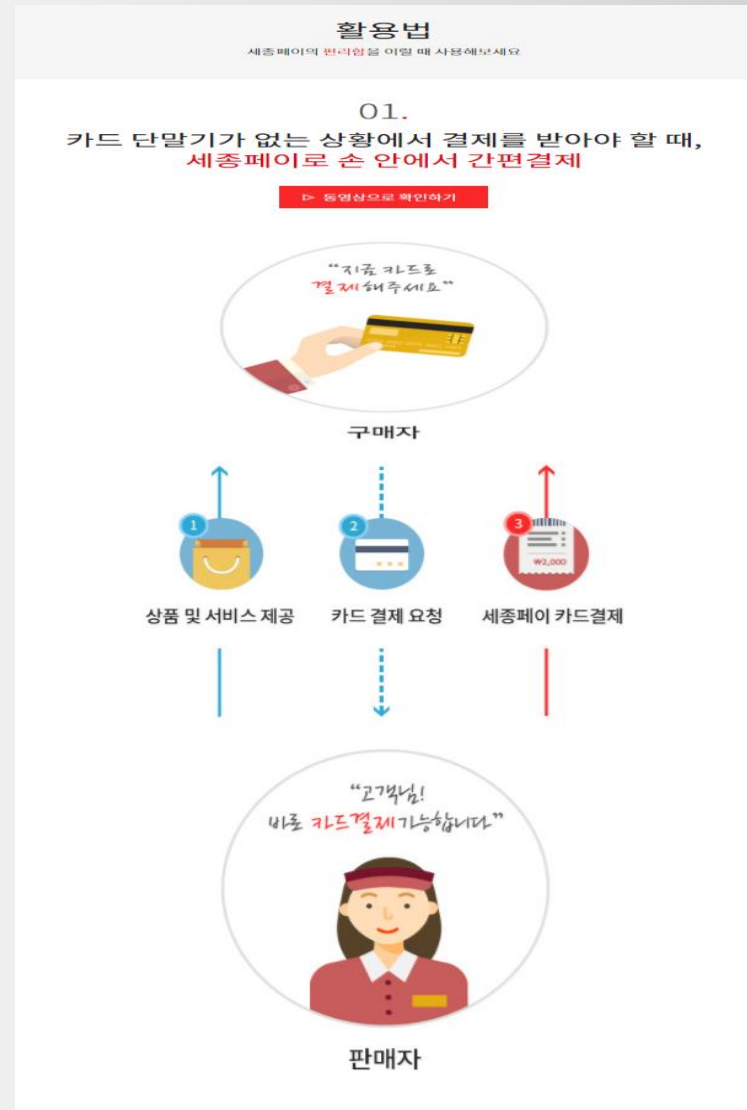 활용법
세종페이의 편리함을 이럴 때 사용해보세요
01.
카드 단말기가 없는 상황에서 결제를 받아야 할 때,
세종페이로 손 안에서 간편결제
▷ 동영상으로 확인하기
“지금 카드로
결제해주세요”
구매자
1
2
3
₩2,000
상품 및 서비스 제공
카드 결제 요청
세종페이 카드결제
“고객님!
바로 카드결제 가능합니다.”
판매자